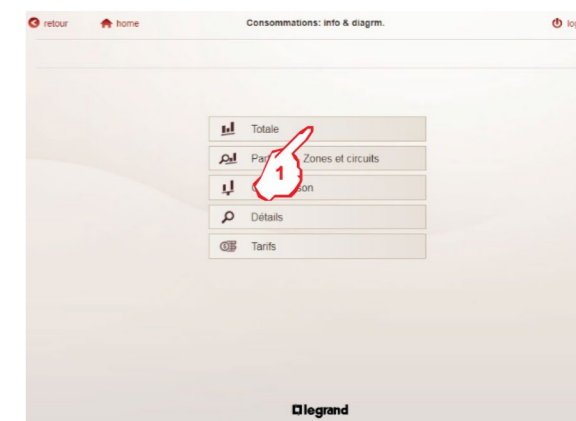 retour home Consommations: info & diagrm.
Totale
Zones et circuits
1
Détails
Tarifs
legrand